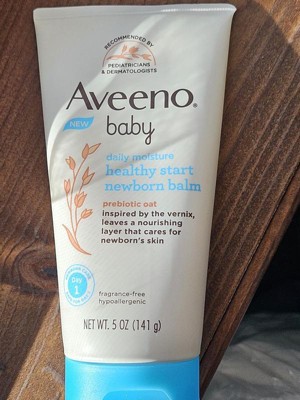 RECOMMENDED BY
PEDIATRICIANS
& DERMATOLOGISTS
Aveeno®
NEW
baby
daily moisture
healthy start
newborn balm
prebiotic oat
Inspired by the vernix,
leaves a nourishing
layer that cares for
newborn's skin
DAY
1
fragrance-free
hypoallergenic
NET WT. 5 OZ (141 g)